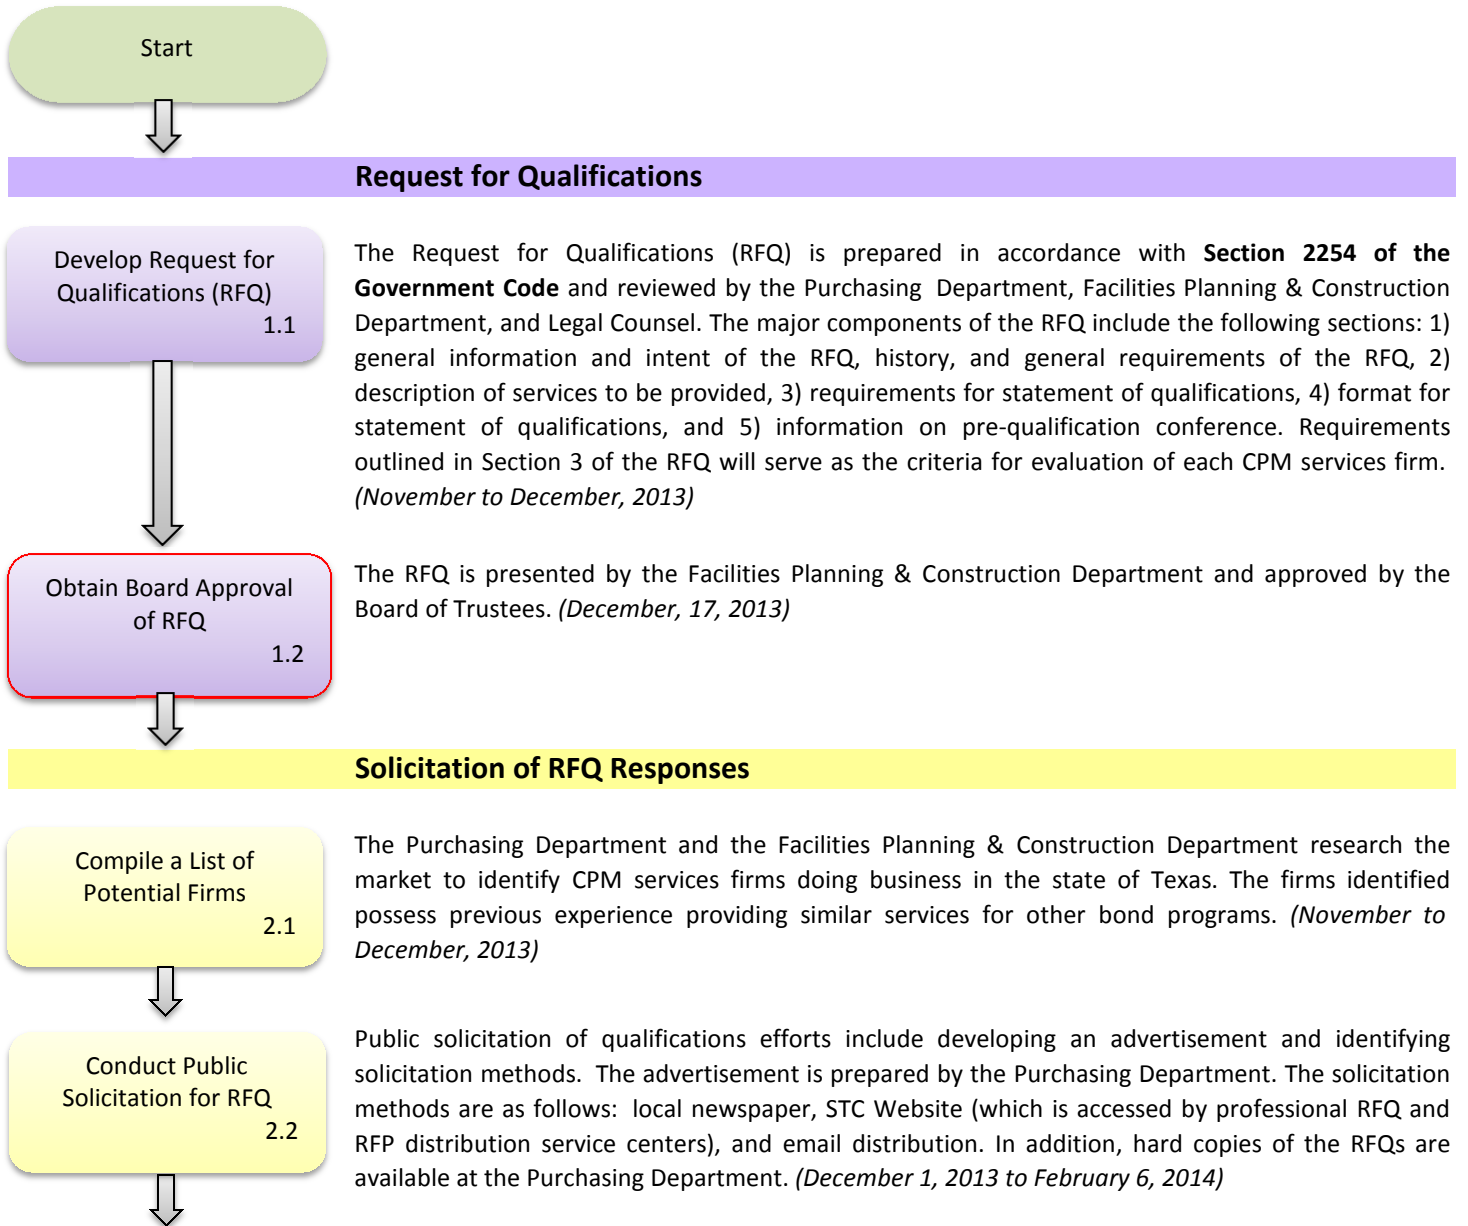 Start
Request for Qualifications
Develop Request for
Qualifications (RFQ)
1.1
The Request for Qualifications (RFQ) is prepared in accordance with Section 2254 of the
Government Code and reviewed by the Purchasing Department, Facilities Planning & Construction
Department, and Legal Counsel. The major components of the RFQ include the following sections: 1)
general information and intent of the RFQ, history, and general requirements of the RFQ, 2)
description of services to be provided, 3) requirements for statement of qualifications, 4) format for
statement of qualifications, and 5) information on pre-qualification conference. Requirements
outlined in Section 3 of the RFQ will serve as the criteria for evaluation of each CPM services firm.
(November to December, 2013)
Obtain Board Approval
of RFQ
1.2
The RFQ is presented by the Facilities Planning & Construction Department and approved by the
Board of Trustees. (December, 17, 2013)
Solicitation of RFQ Responses
Compile a List of
Potential Firms
2.1
The Purchasing Department and the Facilities Planning & Construction Department research the
market to identify CPM services firms doing business in the state of Texas. The firms identified
possess previous experience providing similar services for other bond programs. (November to
December, 2013)
Conduct Public
Solicitation for RFQ
2.2
Public solicitation of qualifications efforts include developing an advertisement and identifying
solicitation methods. The advertisement is prepared by the Purchasing Department. The solicitation
methods are as follows: local newspaper, STC Website (which is accessed by professional RFQ and
RFP distribution service centers), and email distribution. In addition, hard copies of the RFQs are
available at the Purchasing Department. (December 1, 2013 to February 6, 2014)